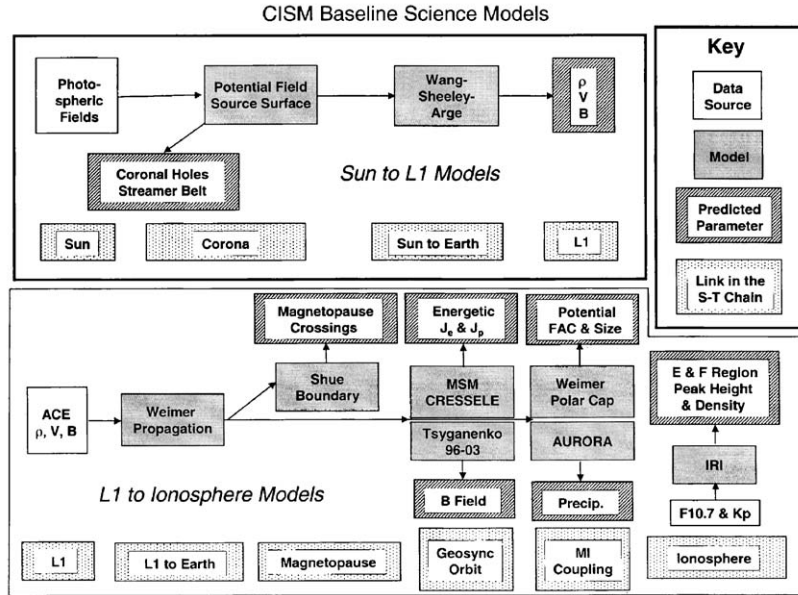 CISM Baseline Science Models
Photo-
spheric
Fields
Potential Field
Source Surface
Wang-
Sheeley-
Arge
ρ
V
B
Coronal Holes
Streamer Belt
Sun to L1 Models
Sun
Corona
Sun to Earth
L1
Key
Data
Source
Model
Predicted
Parameter
Link in the
S-T Chain
Magnetopause
Crossings
Energetic
Je & Jp
Potential
FAC & Size
Shue
Boundary
MSM
CRESSELE
Weimer
Polar Cap
E & F Region
Peak Height
& Density
ACE
ρ, V, B
Weimer
Propagation
Tsyganenko
96-03
AURORA
IRI
L1 to Ionosphere Models
B Field
Precip.
F10.7 & Kp
L1
L1 to Earth
Magnetopause
Geosync
Orbit
MI
Coupling
Ionosphere